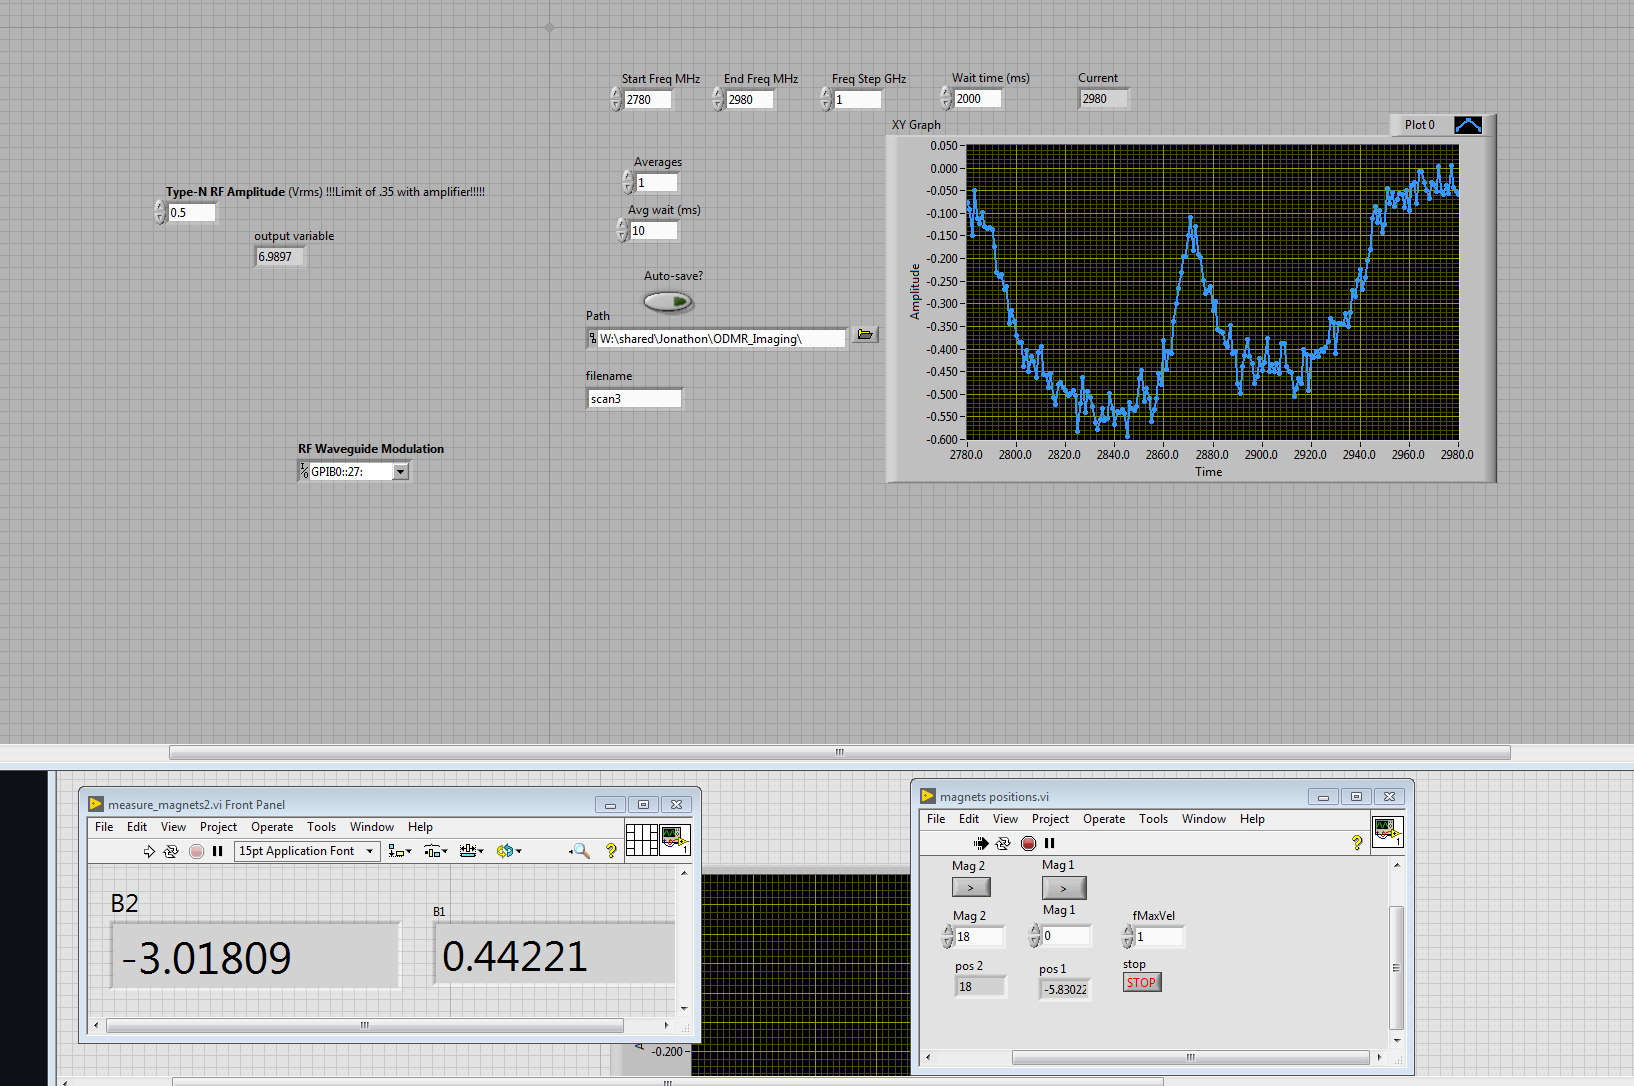 Start Freq MHz End Freq MHz Freq Step GHz Wait time (ms) Current
2780 2980 1 2000 2980
XY Graph Plot 0
Averages
1
Avg wait (ms)
10
Type-N RF Amplitude (Vrms) !!!Limit of .35 with amplifier!!!!!
0.5
output variable
6.9897
Auto-save?
Path
W:\shared\Jonathon\ODMR_Imaging\
filename
scan3
RF Waveguide Modulation
GPIB0::27:
Amplitude
0.050
0.000
-0.050
-0.100
-0.150
-0.200
-0.250
-0.300
-0.350
-0.400
-0.450
-0.500
-0.550
-0.600
2780.0 2800.0 2820.0 2840.0 2860.0 2880.0 2900.0 2920.0 2940.0 2960.0 2980.0
Time
measure_magnets2.vi Front Panel
File Edit View Project Operate Tools Window Help
15pt Application Font
1
B2
-3.01809
B1
0.44221
-0.200
magnets positions.vi
File Edit View Project Operate Tools Window Help
1
Mag 2 Mag 1
> >
Mag 2 Mag 1 fMaxVel
18 0 1
pos 2 pos 1 stop
18 -5.83022 STOP